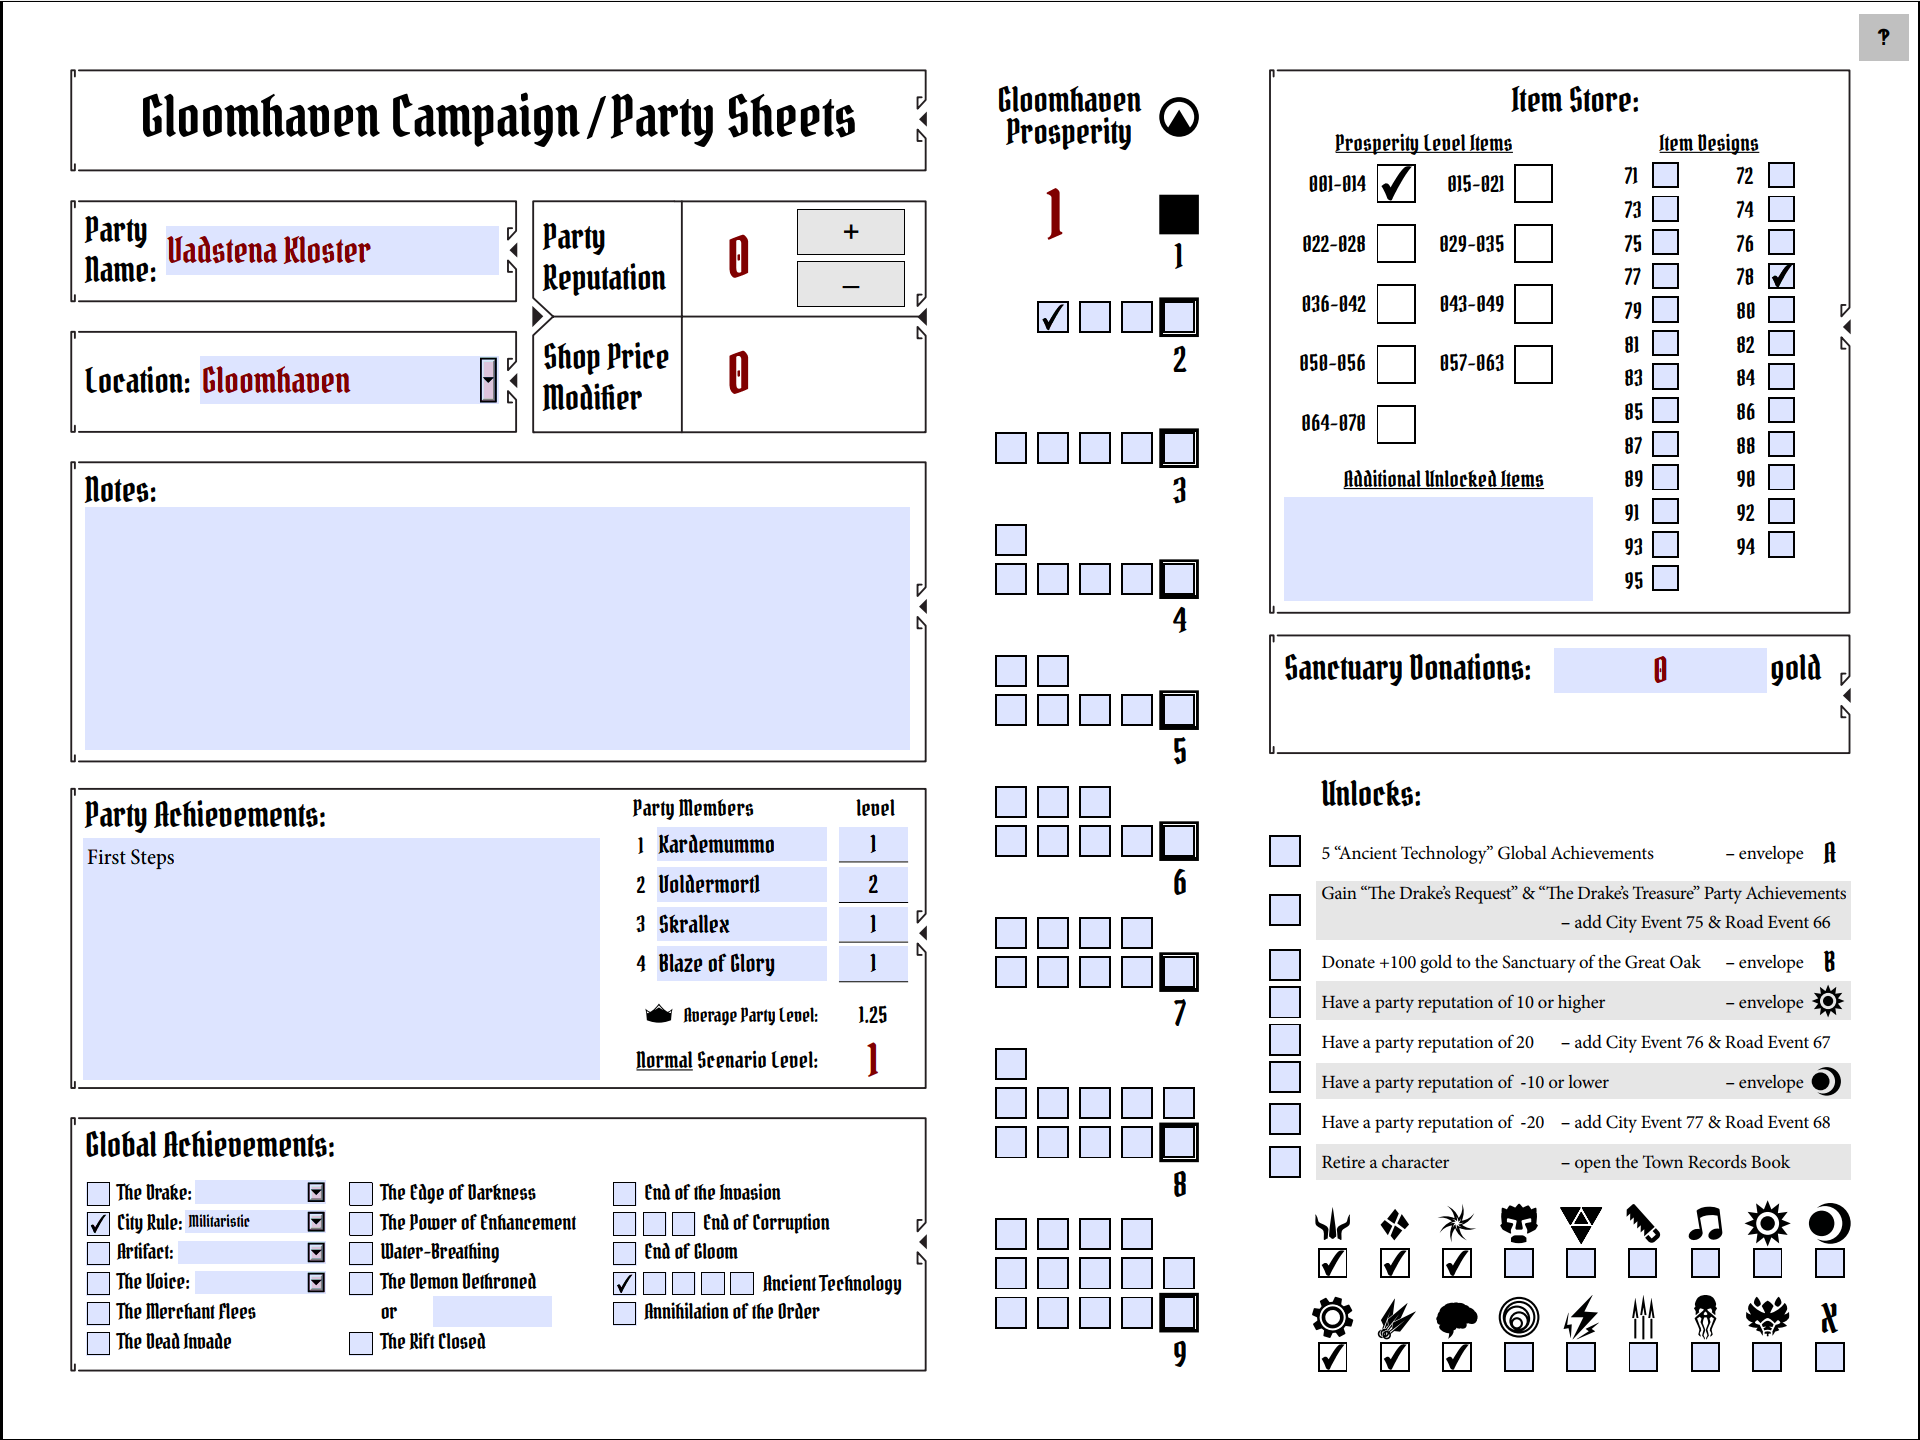 ?
Gloomhaven Campaign / Party Sheets
Party Name: Vadstena Kloster
Party Reputation 0
+
–
Location: Gloomhaven
Shop Price Modifier 0
Notes:
Party Achievements:
First Steps
Party Members level
1 Kardemummo 1
2 Voldermortl 2
3 Skrallex 1
4 Blaze of Glory 1
Average Party Level: 1.25
Normal Scenario Level: 1
Global Achievements:
The Drake:
City Rule: Militaristic
Artifact:
The Voice:
The Merchant Flees
The Dead Invade
The Edge of Darkness
The Power of Enhancement
Water-Breathing
The Demon Dethroned
or
The Rift Closed
End of the Invasion
End of Corruption
End of Gloom
Ancient Technology
Annihilation of the Order
Gloomhaven
Prosperity
1
1
2
3
4
5
6
7
8
9
Item Store:
Prosperity Level Items
001-014 015-021
022-028 029-035
036-042 043-049
050-056 057-063
064-070
Additional Unlocked Items
Item Designs
71 72
73 74
75 76
77 78
79 80
81 82
83 84
85 86
87 88
89 90
91 92
93 94
95
Sanctuary Donations: 0 gold
Unlocks:
5 “Ancient Technology” Global Achievements – envelope A
Gain “The Drake’s Request” & “The Drake’s Treasure” Party Achievements
– add City Event 75 & Road Event 66
Donate +100 gold to the Sanctuary of the Great Oak – envelope B
Have a party reputation of 10 or higher – envelope
Have a party reputation of 20 – add City Event 76 & Road Event 67
Have a party reputation of -10 or lower – envelope
Have a party reputation of -20 – add City Event 77 & Road Event 68
Retire a character – open the Town Records Book
X